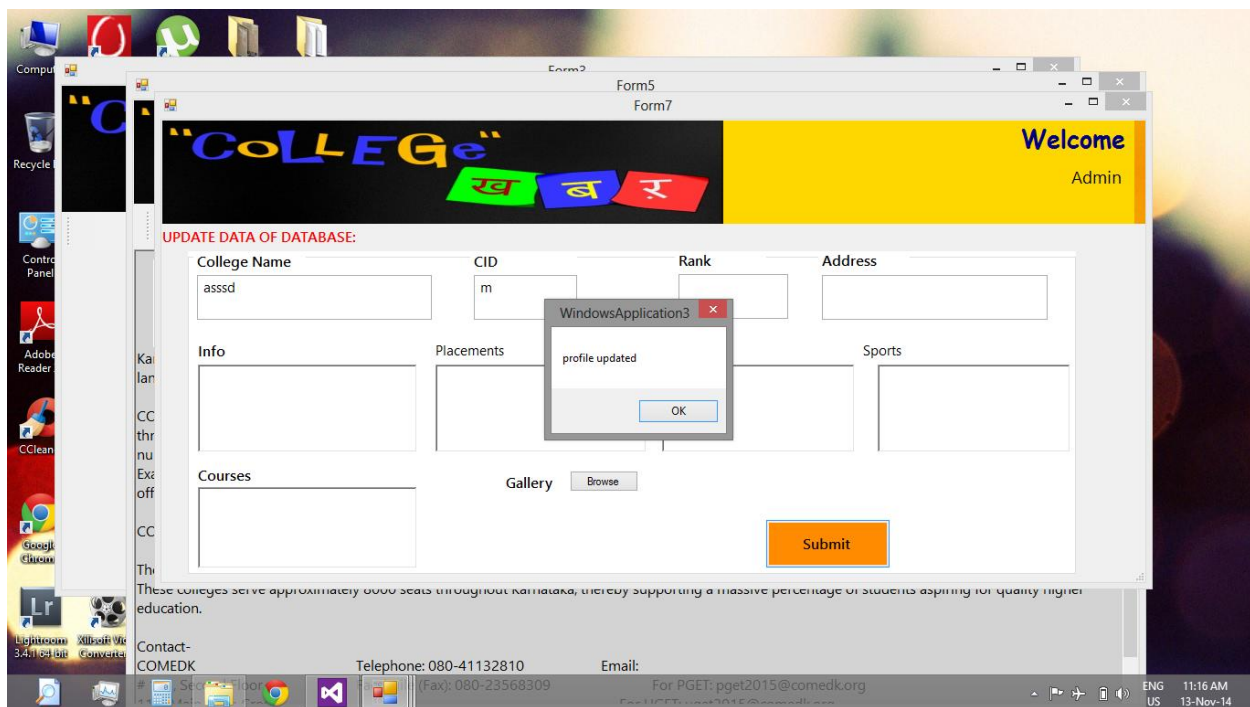 Form3
Form5
Form7
"CoLLEGe"
ख ब र
Welcome
Admin
UPDATE DATA OF DATABASE:
College Name CID Rank Address
asssd m
WindowsApplication3
profile updated
OK
Info Placements Sports
Courses
Gallery Browse
Submit
Recycle
Control Panel
Adobe Reader
Google Chrome
Lightroom 3.4.1 64 bit
Xilisoft Converter
These colleges serve approximately 8000 seats throughout Karnataka, thereby supporting a massive percentage of students aspiring for quality higher
education.
Contact-
COMEDK Telephone: 080-41132810 Email:
(Fax): 080-23568309 For PGET: pget2015@comedk.org
ENG 11:16 AM
US 13-Nov-14